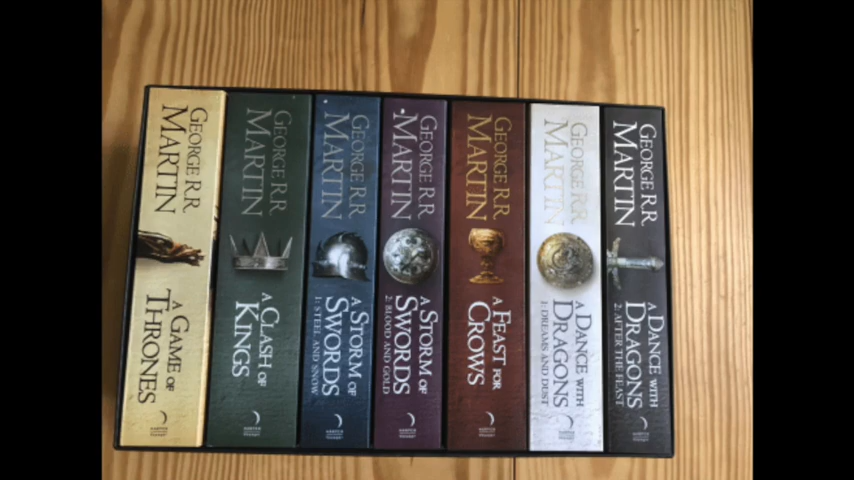 GEORGE R.R.
MARTIN
A GAME OF
THRONES
GEORGE R.R.
MARTIN
A CLASH OF
KINGS
GEORGE R.R.
MARTIN
A STORM OF
SWORDS
1: STEEL AND SNOW
GEORGE R.R.
MARTIN
A STORM OF
SWORDS
2: BLOOD AND GOLD
GEORGE R.R.
MARTIN
A FEAST FOR
CROWS
GEORGE R.R.
MARTIN
A DANCE WITH
DRAGONS
1: DREAMS AND DUST
GEORGE R.R.
MARTIN
A DANCE WITH
DRAGONS
2: AFTER THE FEAST